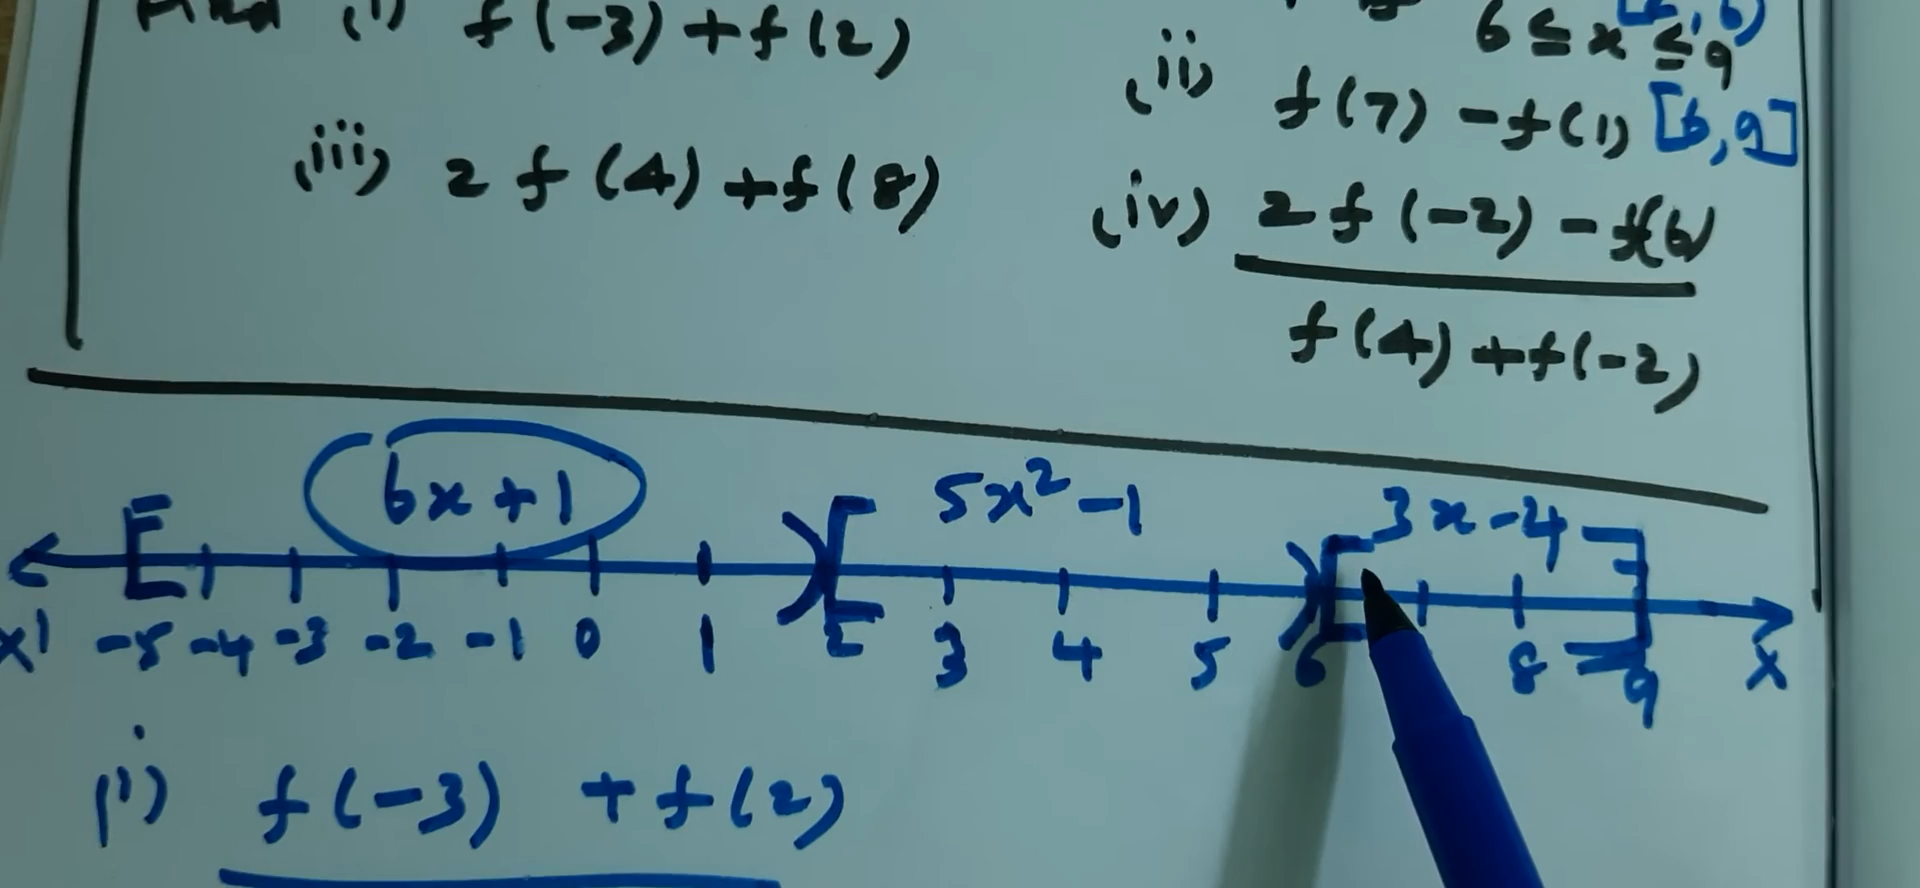 (i) f(-3) + f(2)
6 ≤ x ≤ 9
(ii) f(7) - f(1) [6,9]
(iii) 2 f(4) + f(8)
(iv) 2 f(-2) - f(6)
f(4) + f(-2)
6x+1 5x²-1 3x-4
x' -5 -4 -3 -2 -1 0 1 2 3 4 5 6 8 9 x
(i) f(-3) + f(2)